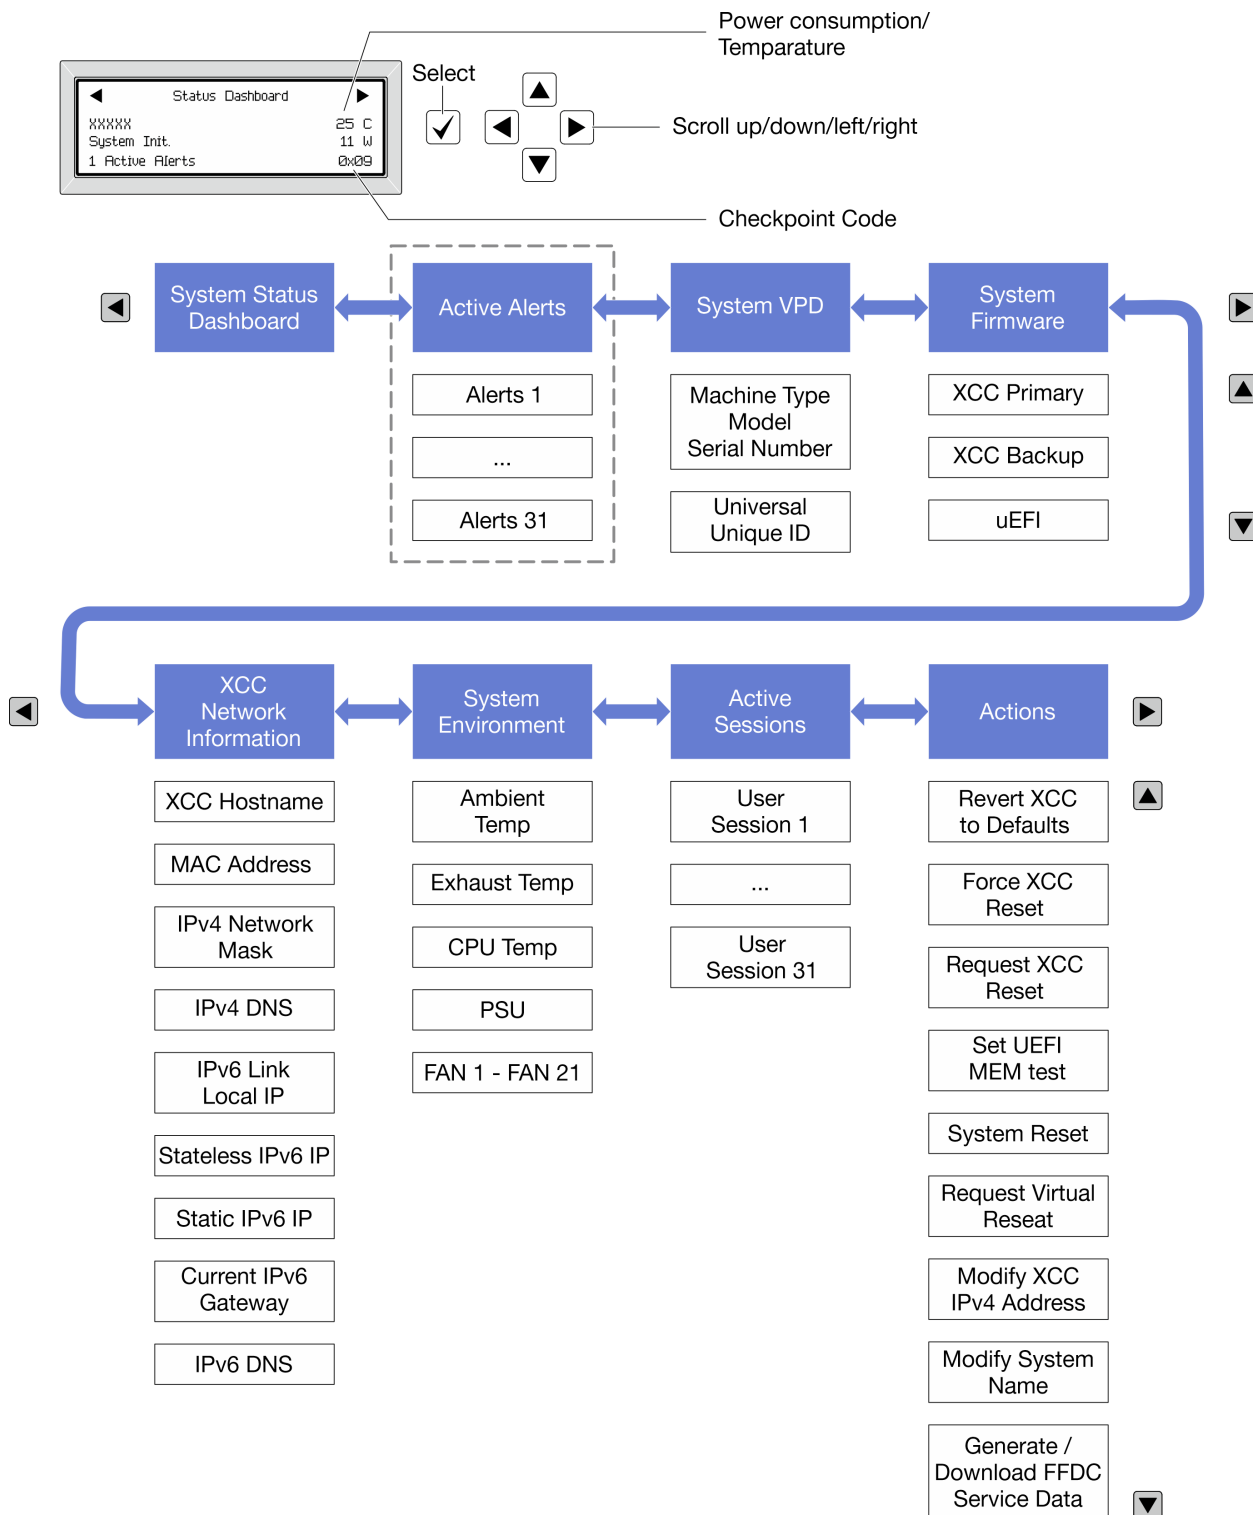 Power consumption/
Temparature
Select
Status Dashboard
XXXXX 25 C
System Init. 11 W
1 Active Alerts 0x09
Scroll up/down/left/right
Checkpoint Code
System Status
Dashboard
Active Alerts
System VPD
System
Firmware
Alerts 1
...
Alerts 31
Machine Type
Model
Serial Number
Universal
Unique ID
XCC Primary
XCC Backup
uEFI
XCC
Network
Information
System
Environment
Active
Sessions
Actions
XCC Hostname
MAC Address
IPv4 Network
Mask
IPv4 DNS
IPv6 Link
Local IP
Stateless IPv6 IP
Static IPv6 IP
Current IPv6
Gateway
IPv6 DNS
Ambient
Temp
Exhaust Temp
CPU Temp
PSU
FAN 1 - FAN 21
User
Session 1
...
User
Session 31
Revert XCC
to Defaults
Force XCC
Reset
Request XCC
Reset
Set UEFI
MEM test
System Reset
Request Virtual
Reseat
Modify XCC
IPv4 Address
Modify System
Name
Generate /
Download FFDC
Service Data